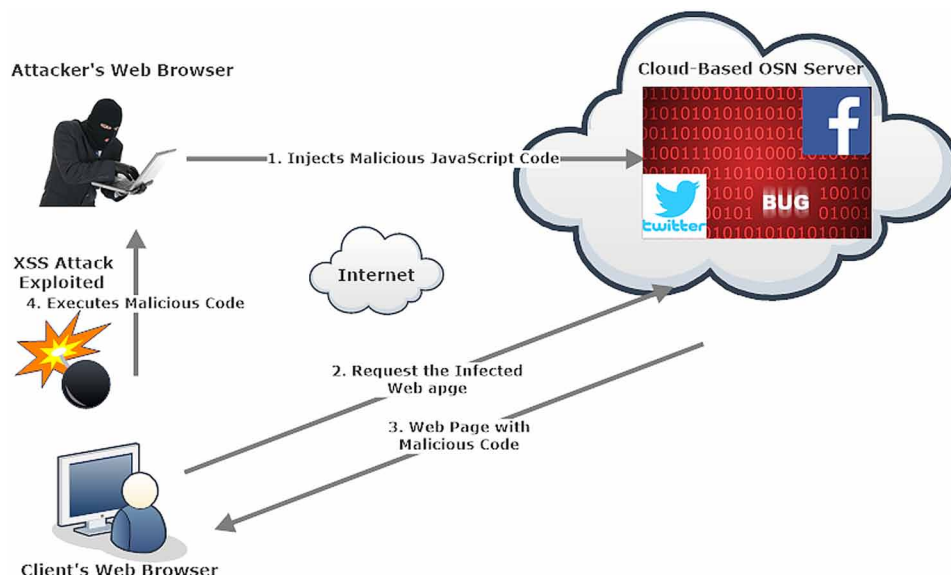 Attacker's Web Browser
Cloud-Based OSN Server
f
1. Injects Malicious JavaScript Code
twitter
BUG
XSS Attack
Exploited
4. Executes Malicious Code
Internet
2. Request the Infected
Web apge
3. Web Page with
Malicious Code
Client's Web Browser